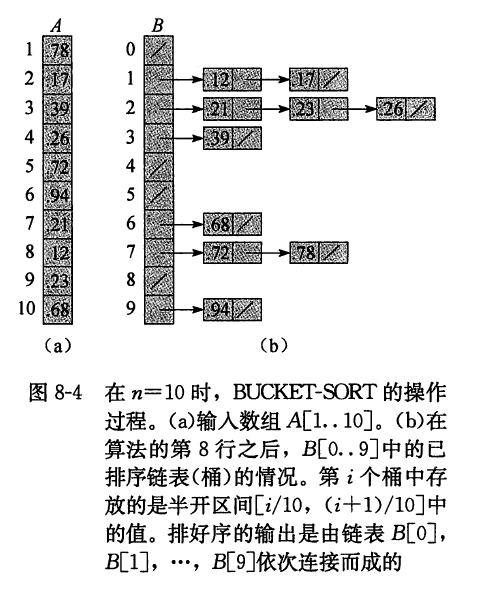 A B
1 .78 0 /
2 .17 1 .12 .17 /
3 .39 2 .21 .23 .26 /
4 .26 3 .39 /
5 .72 4 /
6 .94 5 /
7 .21 6 .68 /
8 .12 7 .72 .78 /
9 .23 8 /
10 .68 9 .94 /
(a) (b)
图 8-4 在 n=10 时，BUCKET-SORT 的操作
过程。(a)输入数组 A[1..10]。(b)在
算法的第 8 行之后，B[0..9]中的已
排序链表(桶)的情况。第 i 个桶中存
放的是半开区间[i/10，(i+1)/10]中
的值。排好序的输出是由链表 B[0]，
B[1]，…，B[9]依次连接而成的